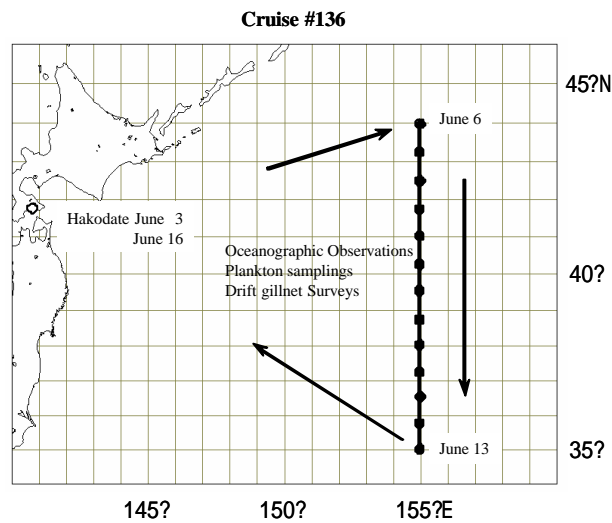 Cruise #136
45?N
June 6
Hakodate June 3
June 16
Oceanographic Observations
Plankton samplings
Drift gillnet Surveys
40?
June 13
35?
145?
150?
155?E